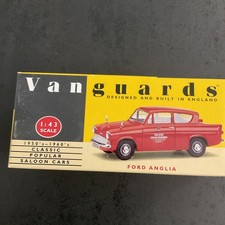 Vanguards
DESIGNED AND BUILT IN ENGLAND
1:43
SCALE
1950's-1960's
CLASSIC
POPULAR
SALOON CARS
FORD ANGLIA